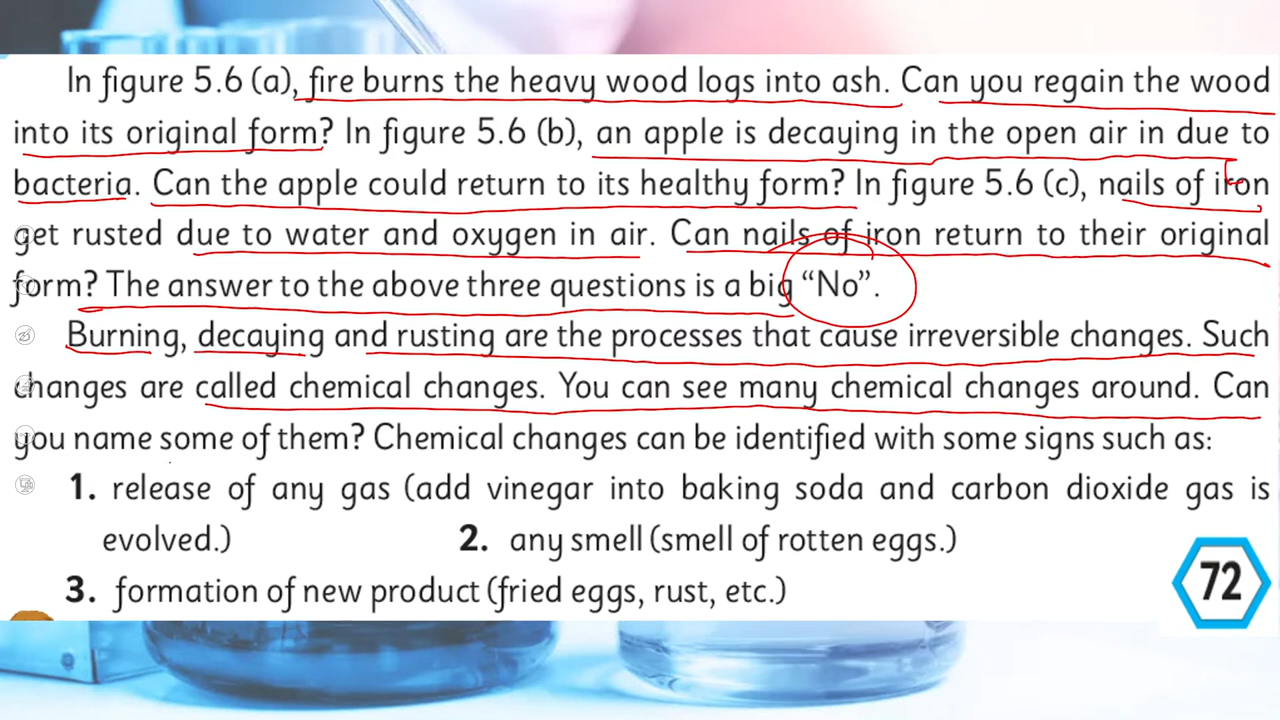 In figure 5.6 (a), fire burns the heavy wood logs into ash. Can you regain the wood
into its original form? In figure 5.6 (b), an apple is decaying in the open air in due to
bacteria. Can the apple could return to its healthy form? In figure 5.6 (c), nails of iron
get rusted due to water and oxygen in air. Can nails of iron return to their original
form? The answer to the above three questions is a big “No”.
Burning, decaying and rusting are the processes that cause irreversible changes. Such
changes are called chemical changes. You can see many chemical changes around. Can
you name some of them? Chemical changes can be identified with some signs such as:
1. release of any gas (add vinegar into baking soda and carbon dioxide gas is
evolved.) 2. any smell (smell of rotten eggs.)
3. formation of new product (fried eggs, rust, etc.)
72